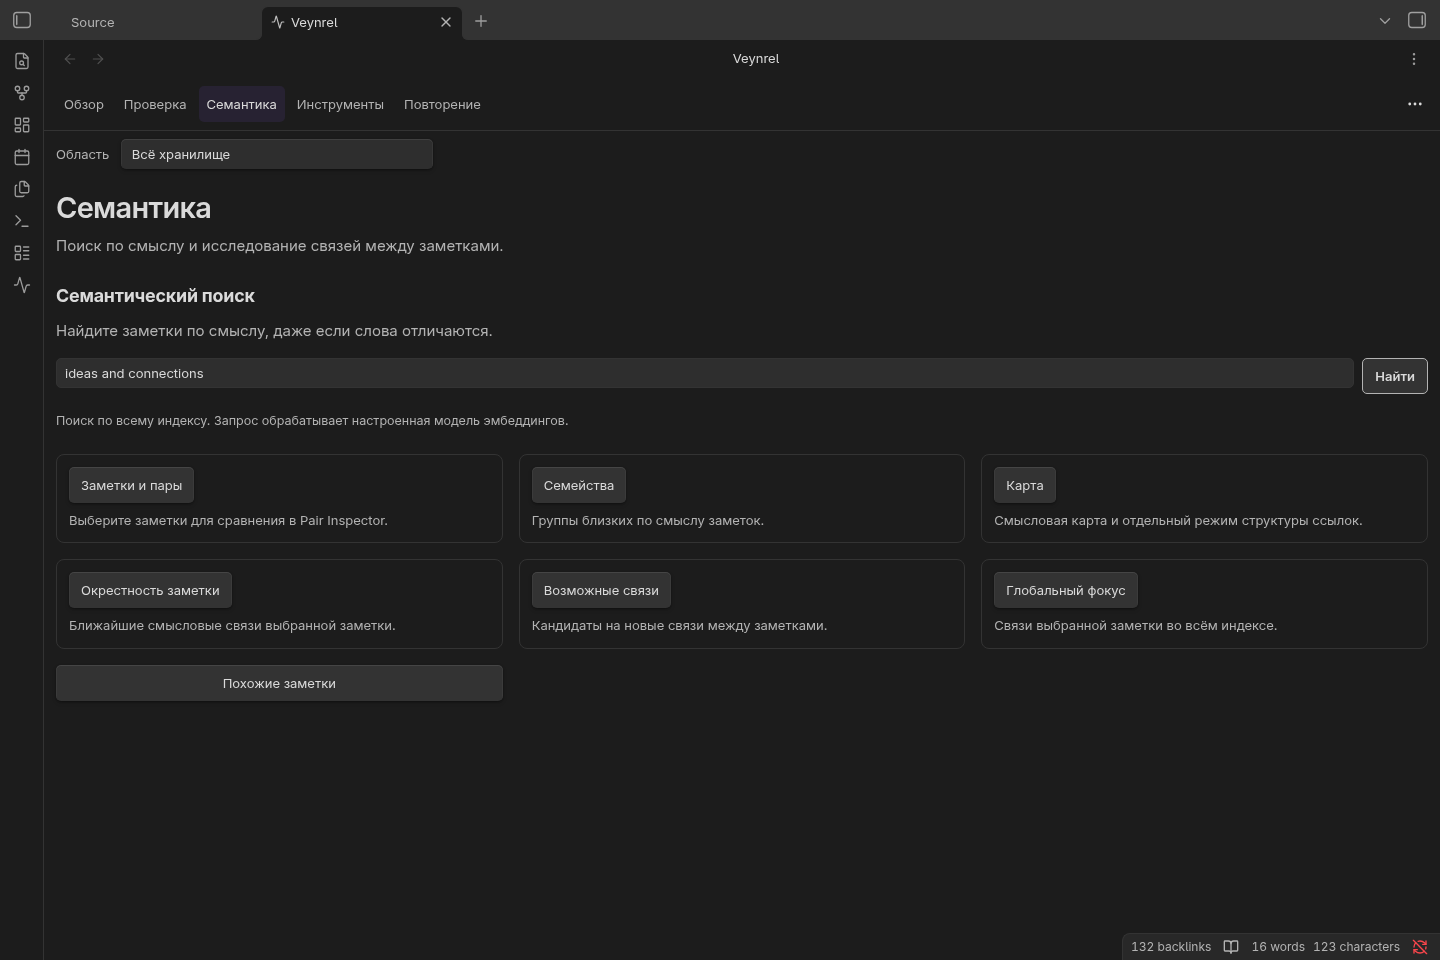 Source
Veynrel
Veynrel
Обзор
Проверка
Семантика
Инструменты
Повторение
Область
Всё хранилище
Семантика
Поиск по смыслу и исследование связей между заметками.
Семантический поиск
Найдите заметки по смыслу, даже если слова отличаются.
ideas and connections
Найти
Поиск по всему индексу. Запрос обрабатывает настроенная модель эмбеддингов.
Заметки и пары
Выберите заметки для сравнения в Pair Inspector.
Семейства
Группы близких по смыслу заметок.
Карта
Смысловая карта и отдельный режим структуры ссылок.
Окрестность заметки
Ближайшие смысловые связи выбранной заметки.
Возможные связи
Кандидаты на новые связи между заметками.
Глобальный фокус
Связи выбранной заметки во всём индексе.
Похожие заметки
132 backlinks
16 words
123 characters